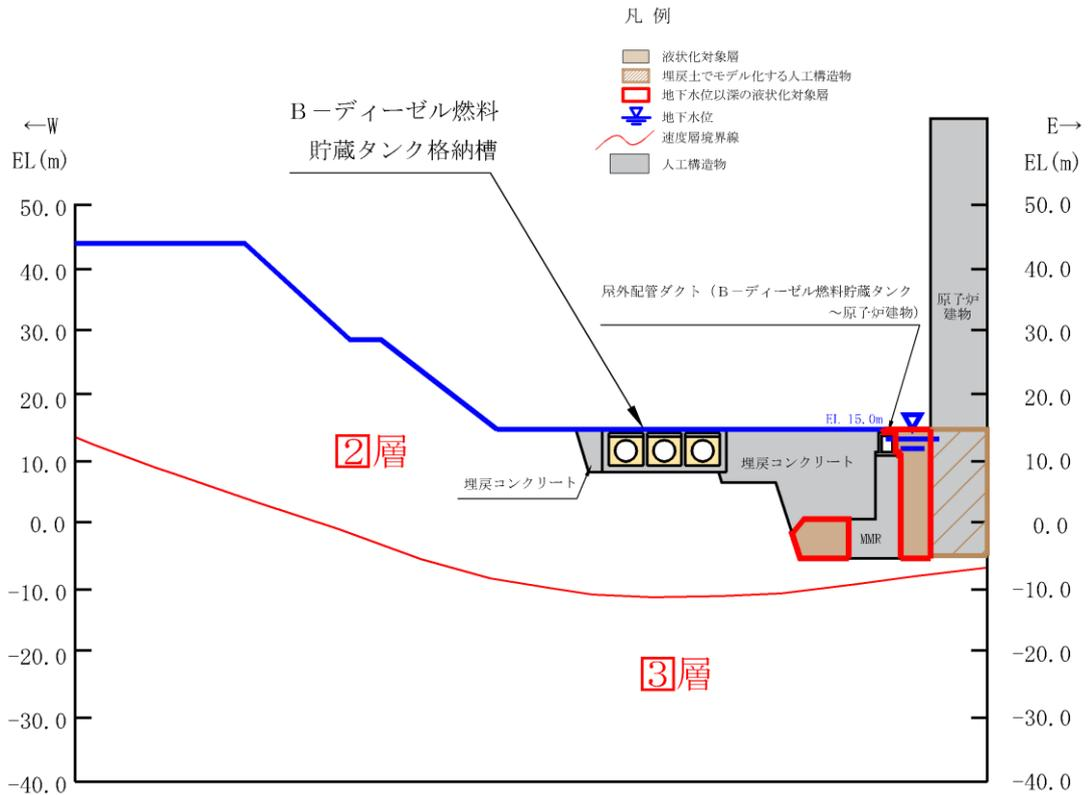 凡 例
液状化対象層
埋戻土でモデル化する人工構造物
地下水位以深の液状化対象層
地下水位
速度層境界線
人工構造物
B－ディーゼル燃料
貯蔵タンク格納槽
←W
EL(m)
E→
EL(m)
50.0
40.0
30.0
20.0
10.0
0.0
-10.0
-20.0
-30.0
-40.0
50.0
40.0
30.0
20.0
10.0
0.0
-10.0
-20.0
-30.0
-40.0
屋外配管ダクト（B－ディーゼル燃料貯蔵タンク
～原子炉建物）
原子炉
建物
EL 15.0m
2層
埋戻コンクリート
埋戻コンクリート
MMR
3層